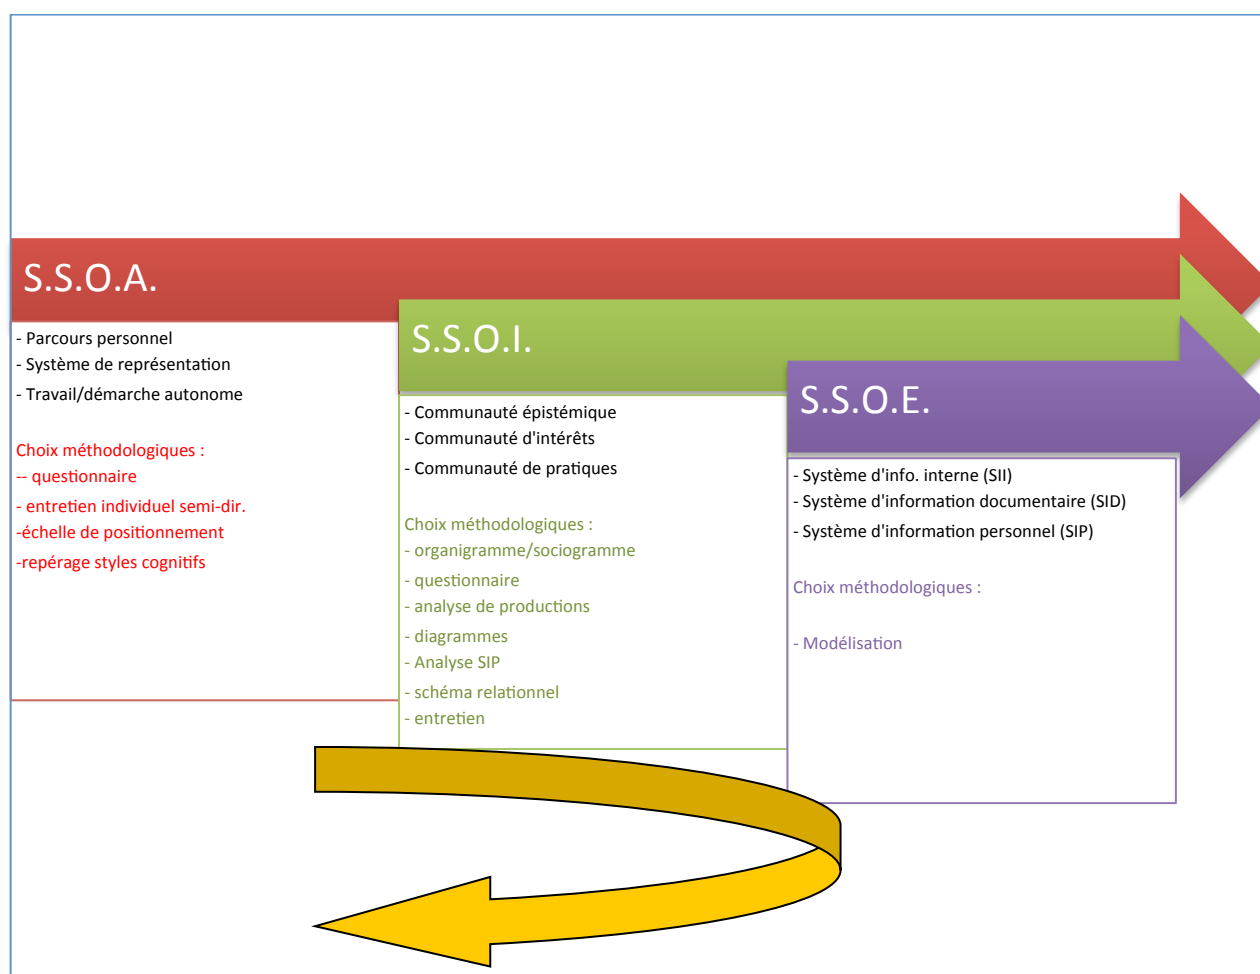 S.S.O.A.
- Parcours personnel
- Système de représentation
- Travail/démarche autonome
Choix méthodologiques :
-- questionnaire
- entretien individuel semi-dir.
-échelle de positionnement
-repérage styles cognitifs
S.S.O.I.
- Communauté épistémique
- Communauté d'intérêts
- Communauté de pratiques
Choix méthodologiques :
- organigramme/sociogramme
- questionnaire
- analyse de productions
- diagrammes
- Analyse SIP
- schéma relationnel
- entretien
S.S.O.E.
- Système d'info. interne (SII)
- Système d'information documentaire (SID)
- Système d'information personnel (SIP)
Choix méthodologiques :
- Modélisation